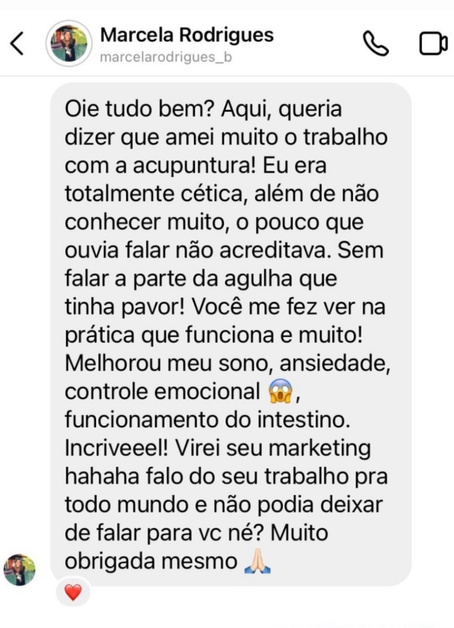 Marcela Rodrigues
marcelarodrigues_b
Oie tudo bem? Aqui, queria
dizer que amei muito o trabalho
com a acupuntura! Eu era
totalmente cética, além de não
conhecer muito, o pouco que
ouvia falar não acreditava. Sem
falar a parte da agulha que
tinha pavor! Você me fez ver na
prática que funciona e muito!
Melhorou meu sono, ansiedade,
controle emocional 😱,
funcionamento do intestino.
Incriveeel! Virei seu marketing
hahaha falo do seu trabalho pra
todo mundo e não podia deixar
de falar para vc né? Muito
obrigada mesmo 🙏🏻